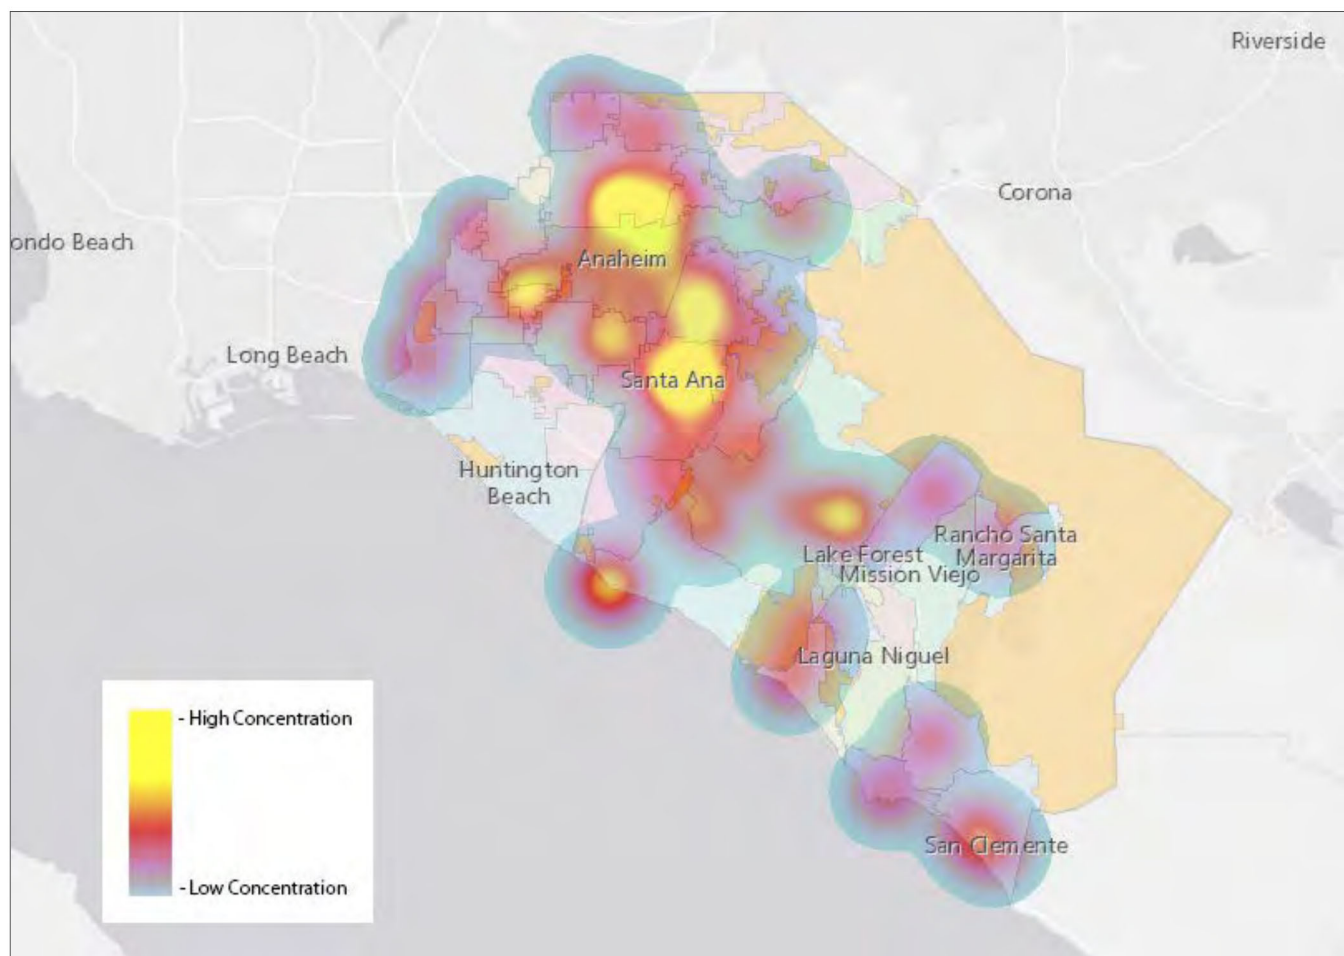 Riverside
Corona
ondo Beach
Anaheim
Long Beach
Santa Ana
Huntington
Beach
Rancho Santa
Margarita
Lake Forest
Mission Viejo
Laguna Niguel
San Clemente
- High Concentration
- Low Concentration